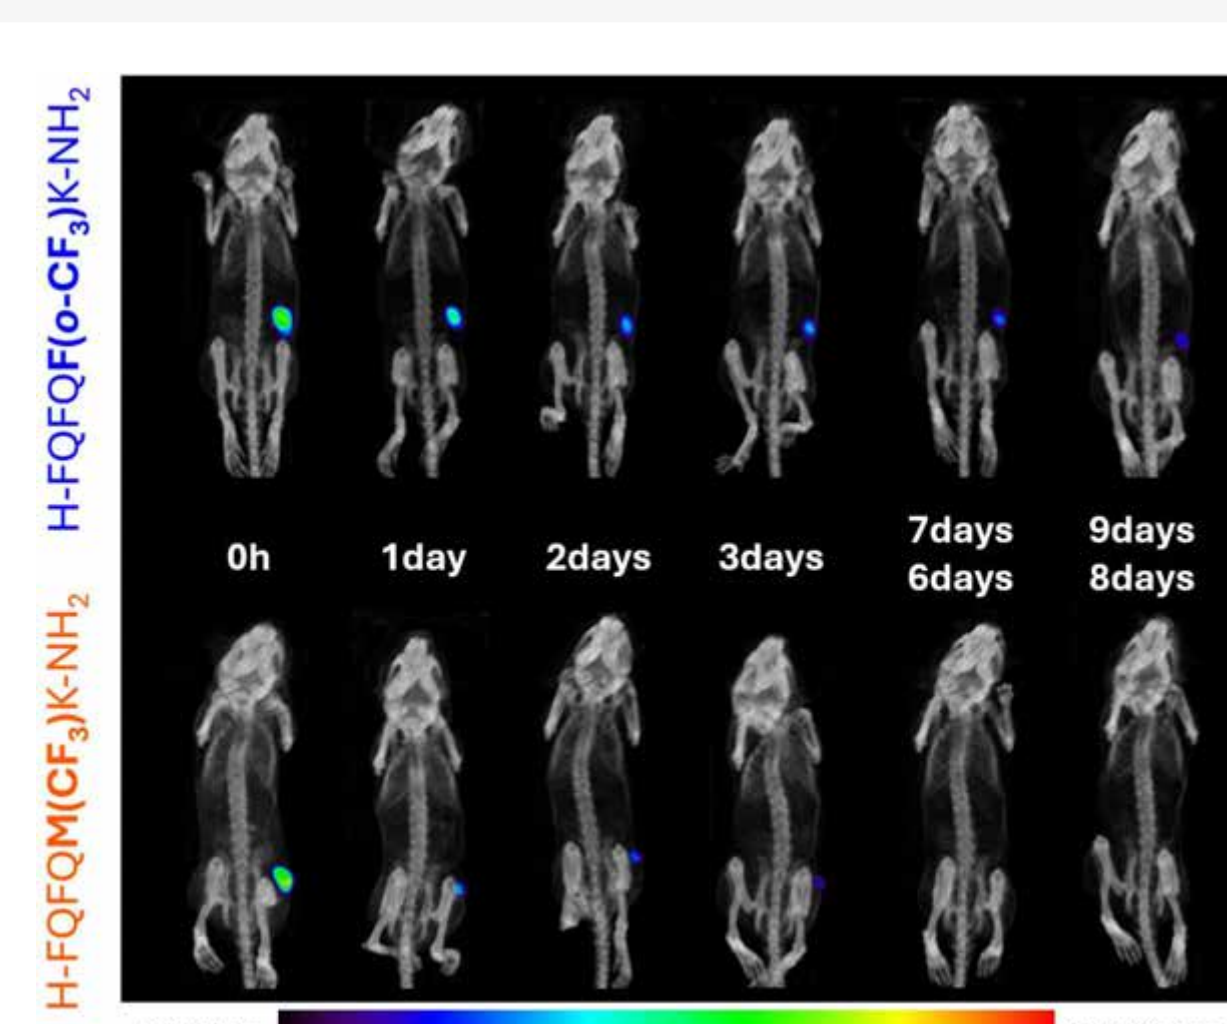 H-FQFQF(o-CF₃)K-NH₂
0h
1day
2days
3days
7days
6days
9days
8days
H-FQFQM(CF₃)K-NH₂